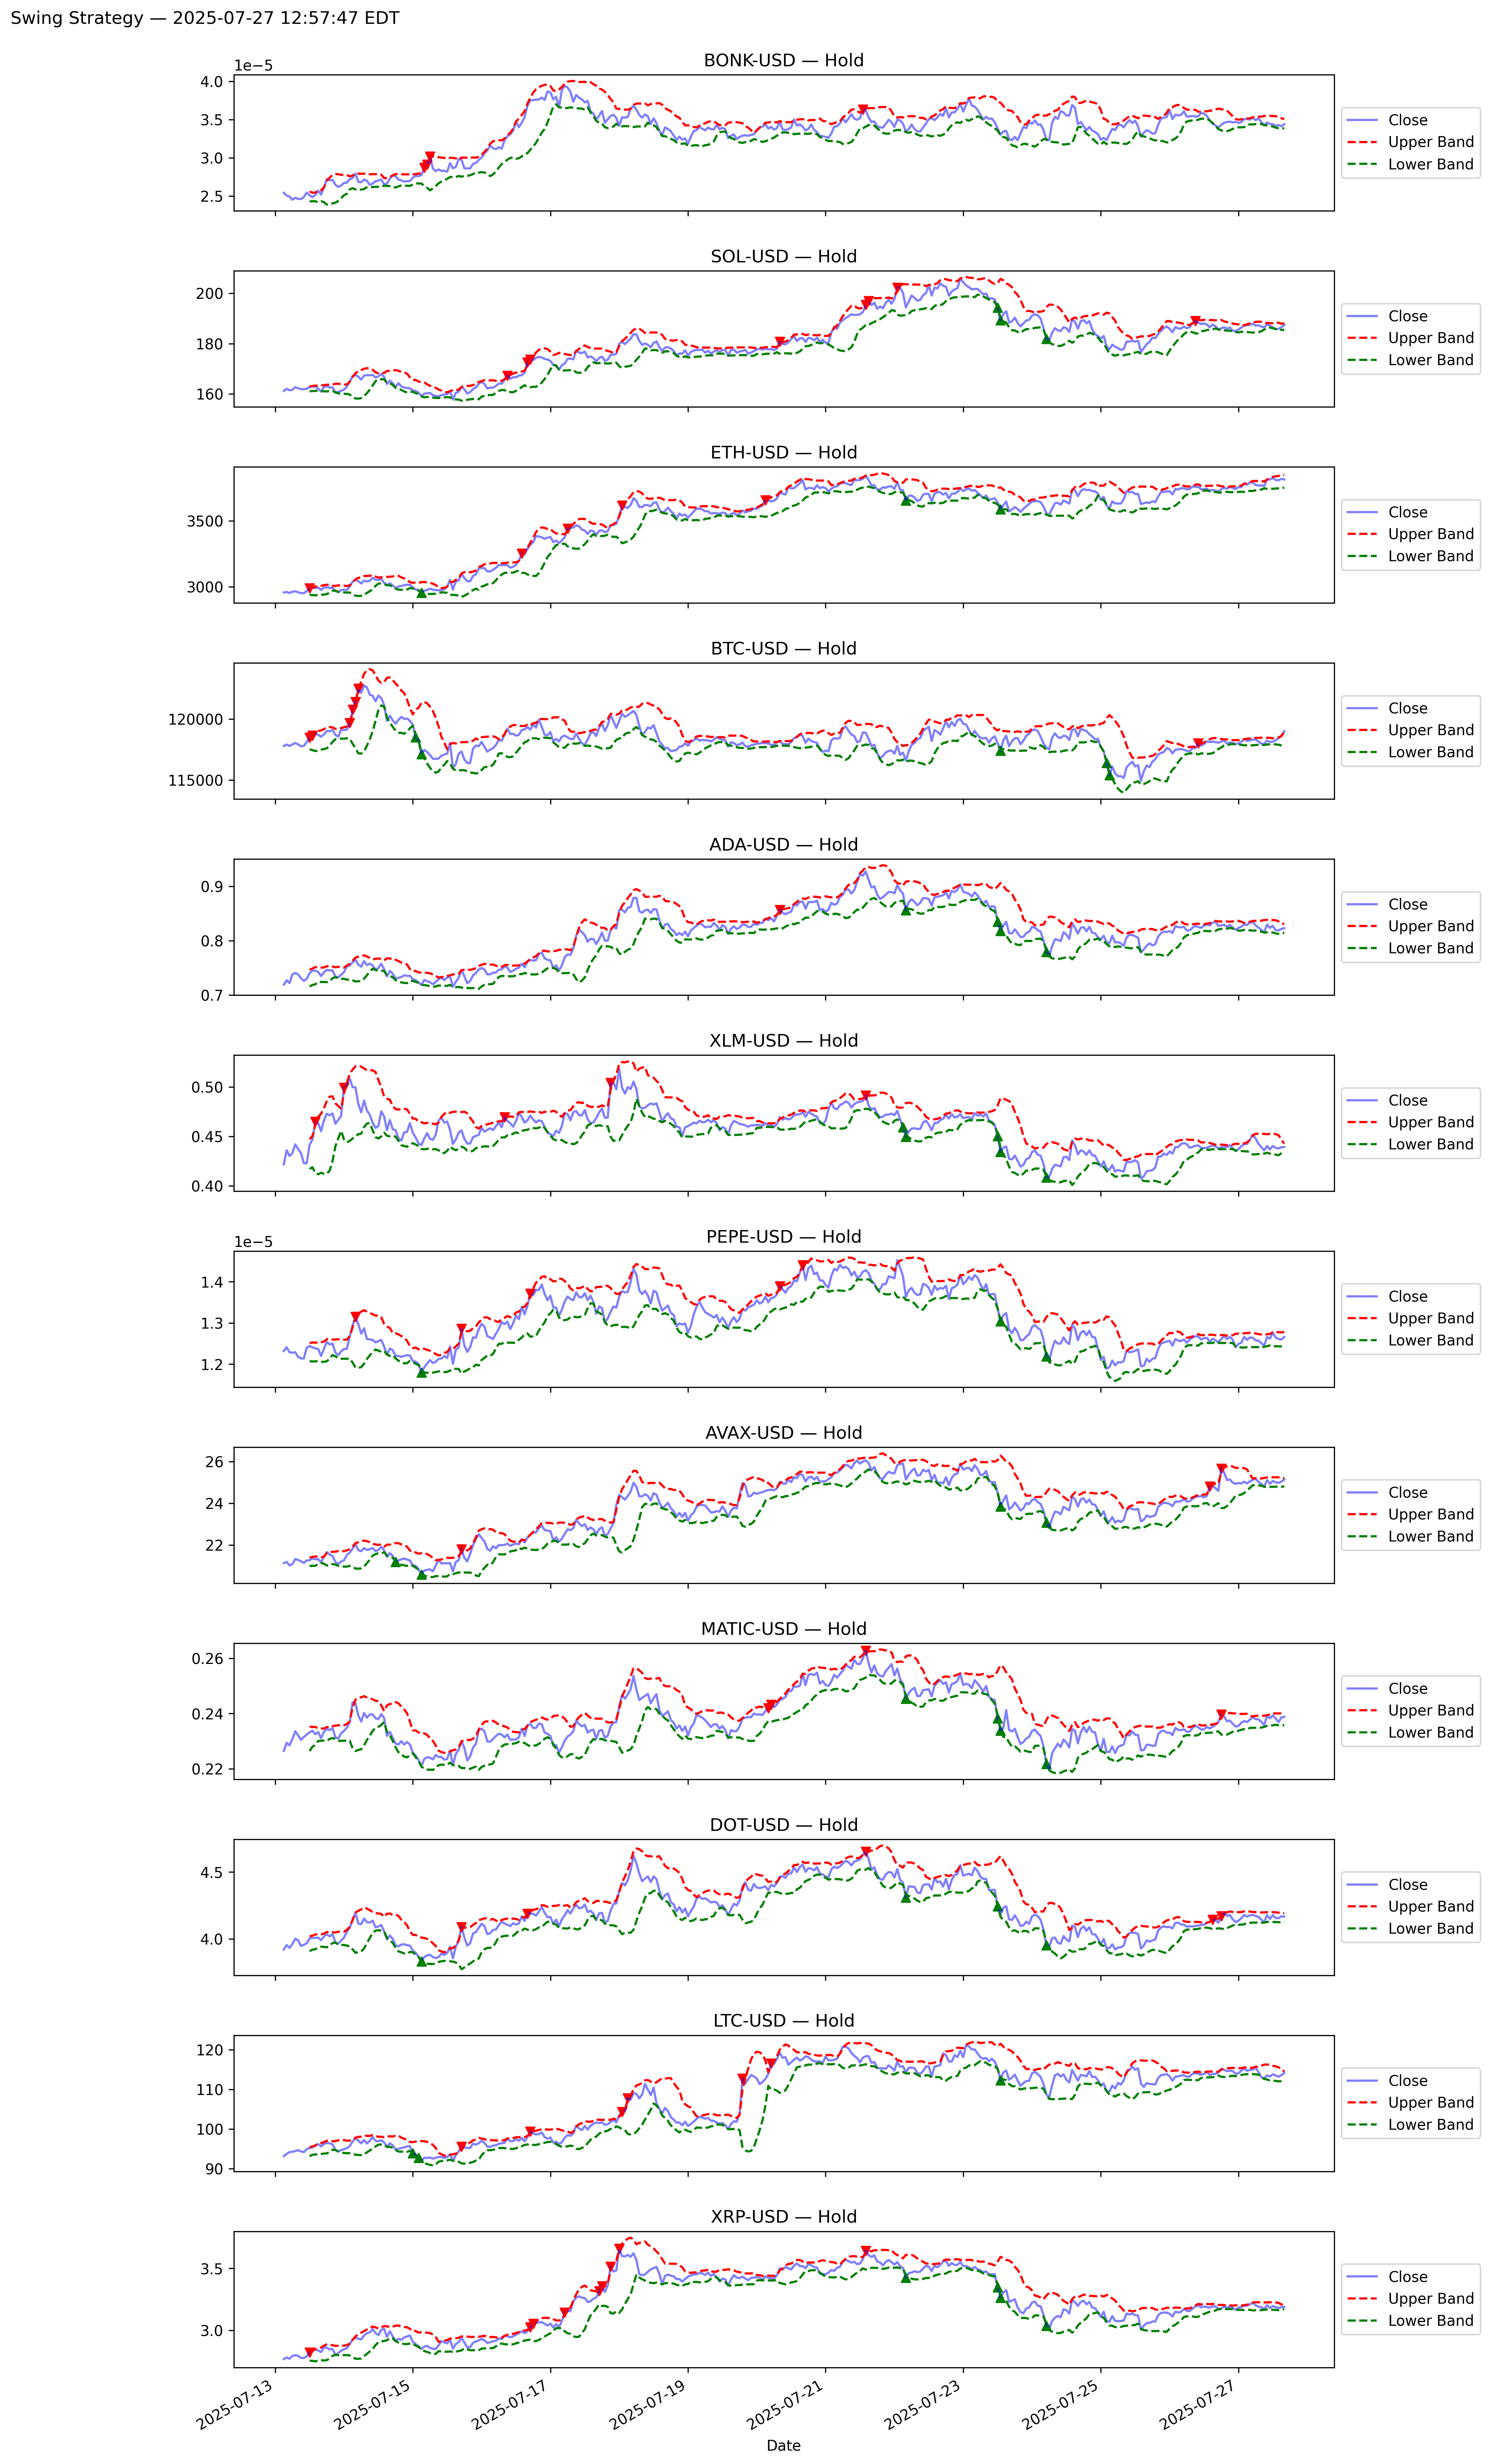 Swing Strategy — 2025-07-27 12:57:47 EDT
BONK-USD — Hold
1e−5
4.0
3.5
3.0
2.5
Close
Upper Band
Lower Band
SOL-USD — Hold
200
180
160
Close
Upper Band
Lower Band
ETH-USD — Hold
3500
3000
Close
Upper Band
Lower Band
BTC-USD — Hold
120000
115000
Close
Upper Band
Lower Band
ADA-USD — Hold
0.9
0.8
0.7
Close
Upper Band
Lower Band
XLM-USD — Hold
0.50
0.45
0.40
Close
Upper Band
Lower Band
PEPE-USD — Hold
1e−5
1.4
1.3
1.2
Close
Upper Band
Lower Band
AVAX-USD — Hold
26
24
22
Close
Upper Band
Lower Band
MATIC-USD — Hold
0.26
0.24
0.22
Close
Upper Band
Lower Band
DOT-USD — Hold
4.5
4.0
Close
Upper Band
Lower Band
LTC-USD — Hold
120
110
100
90
Close
Upper Band
Lower Band
XRP-USD — Hold
3.5
3.0
Close
Upper Band
Lower Band
2025-07-13 2025-07-15 2025-07-17 2025-07-19 2025-07-21 2025-07-23 2025-07-25 2025-07-27
Date